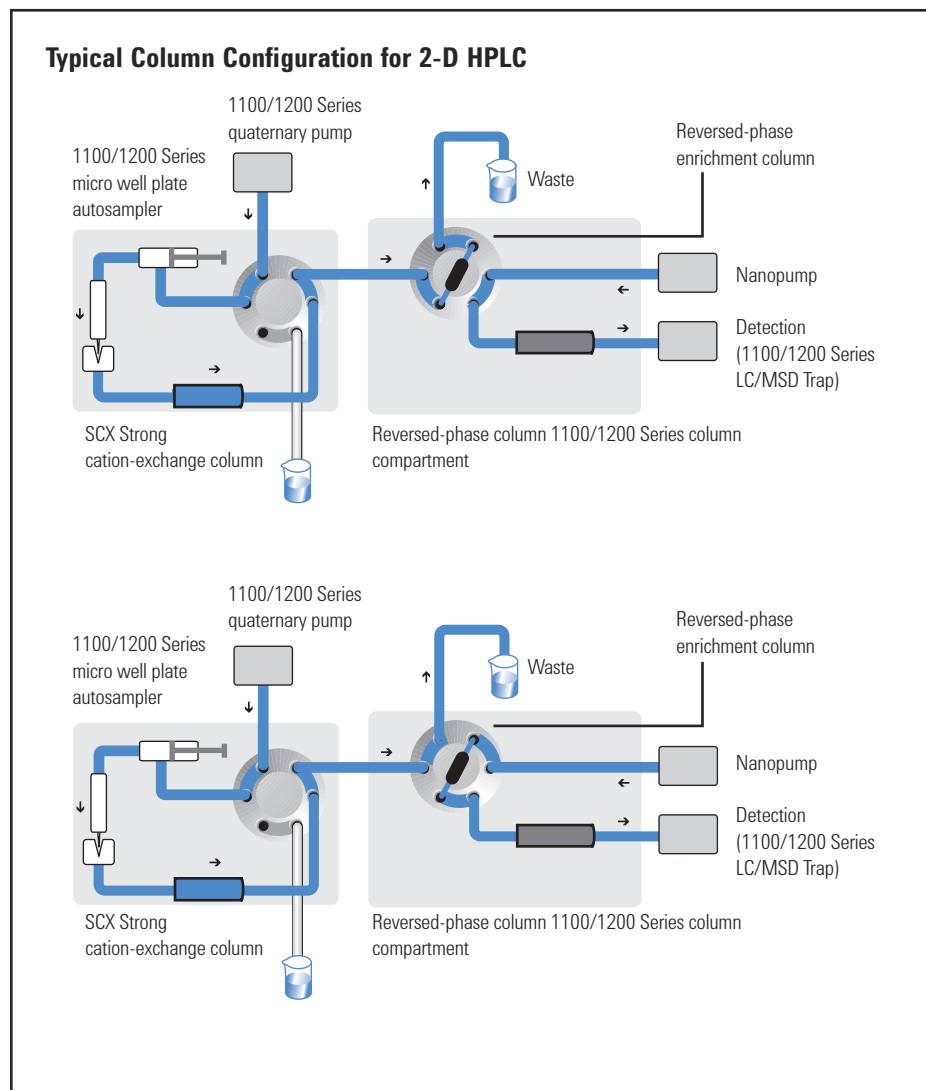 Typical Column Configuration for 2-D HPLC
1100/1200 Series
quaternary pump
1100/1200 Series
micro well plate
autosampler
Reversed-phase
enrichment column
Waste
Nanopump
Detection
(1100/1200 Series
LC/MSD Trap)
SCX Strong
cation-exchange column
Reversed-phase column 1100/1200 Series column
compartment
1100/1200 Series
quaternary pump
1100/1200 Series
micro well plate
autosampler
Reversed-phase
enrichment column
Waste
Nanopump
Detection
(1100/1200 Series
LC/MSD Trap)
SCX Strong
cation-exchange column
Reversed-phase column 1100/1200 Series column
compartment